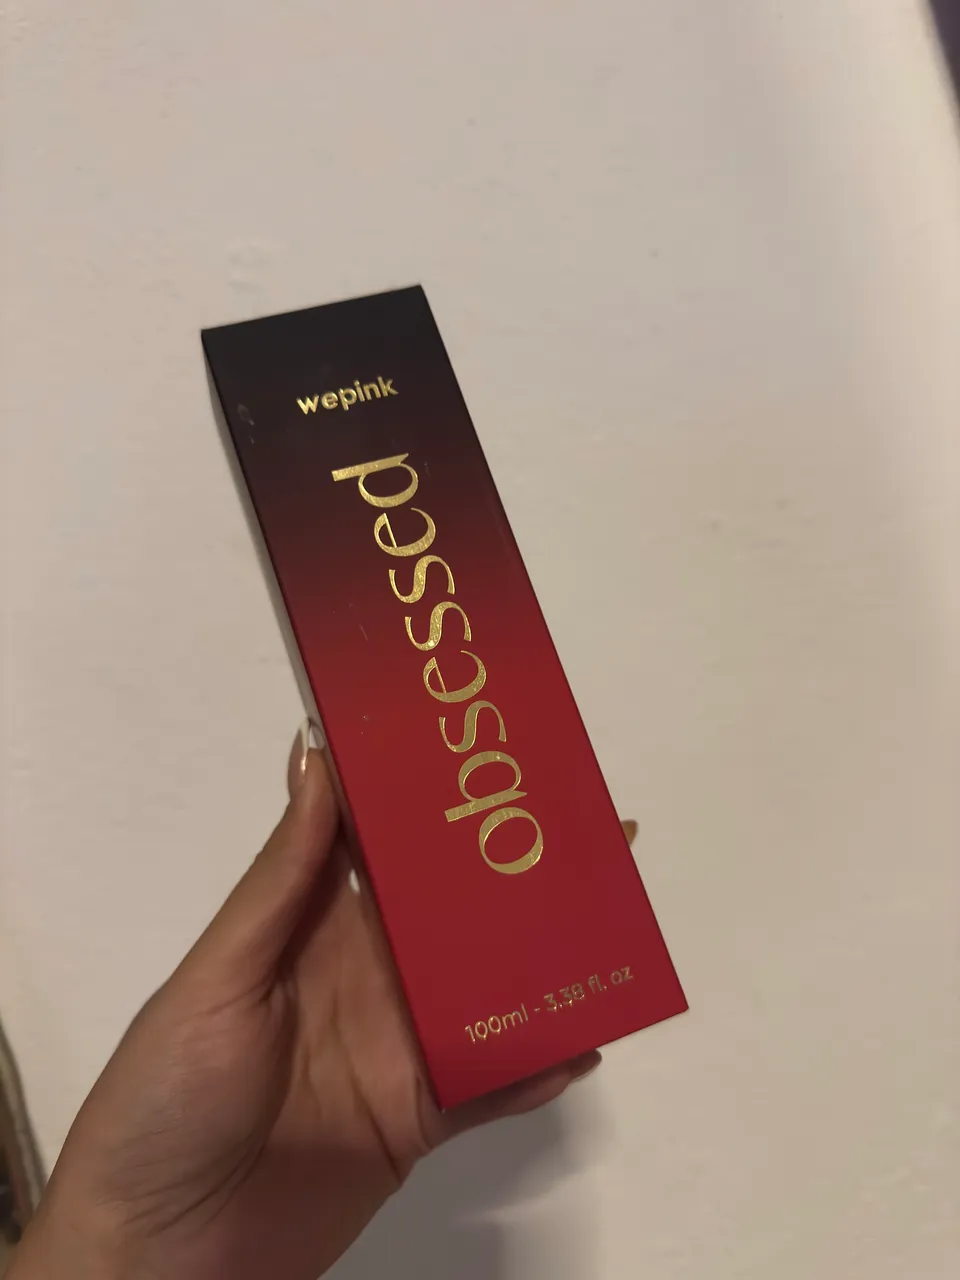 wepink
obsessed
100ml - 3.38 fl. oz